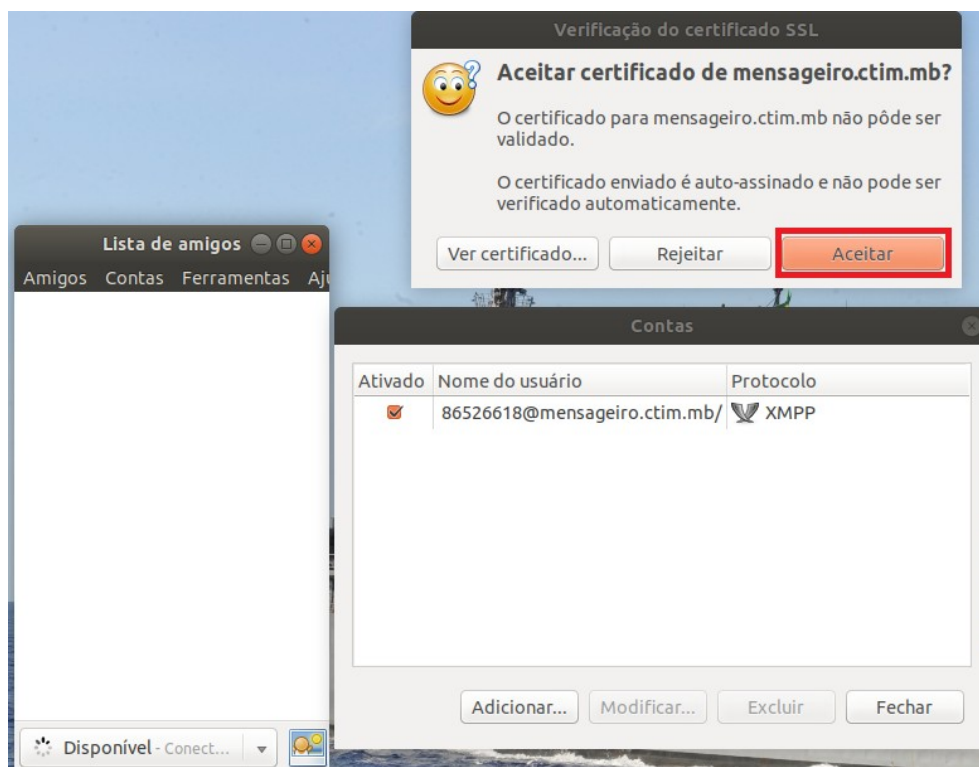 Verificação do certificado SSL
Aceitar certificado de mensageiro.ctim.mb?
O certificado para mensageiro.ctim.mb não pôde ser
validado.
O certificado enviado é auto-assinado e não pode ser
verificado automaticamente.
Ver certificado... Rejeitar Aceitar
Lista de amigos
Amigos Contas Ferramentas Aju
Contas
Ativado Nome do usuário Protocolo
86526618@mensageiro.ctim.mb/ XMPP
Adicionar... Modificar... Excluir Fechar
Disponível - Conect...